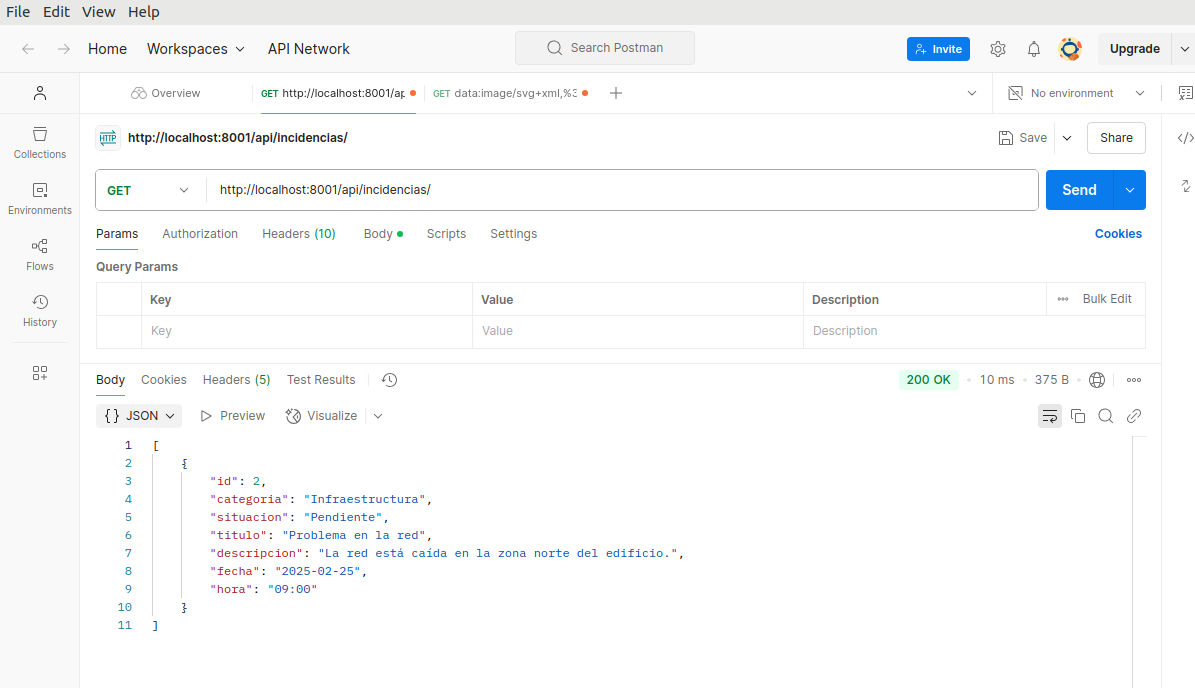 File Edit View Help
Home Workspaces API Network Search Postman Invite Upgrade
Overview GET http://localhost:8001/ap GET data:image/svg+xml,%3 No environment
HTTP http://localhost:8001/api/incidencias/ Save Share
GET http://localhost:8001/api/incidencias/ Send
Params Authorization Headers (10) Body Scripts Settings Cookies
Query Params
Key Value Description Bulk Edit
Key Value Description
Collections
Environments
Flows
History
Body Cookies Headers (5) Test Results 200 OK 10 ms 375 B
{} JSON Preview Visualize
1 [
2 {
3 "id": 2,
4 "categoria": "Infraestructura",
5 "situacion": "Pendiente",
6 "titulo": "Problema en la red",
7 "descripcion": "La red está caída en la zona norte del edificio.",
8 "fecha": "2025-02-25",
9 "hora": "09:00"
10 }
11 ]